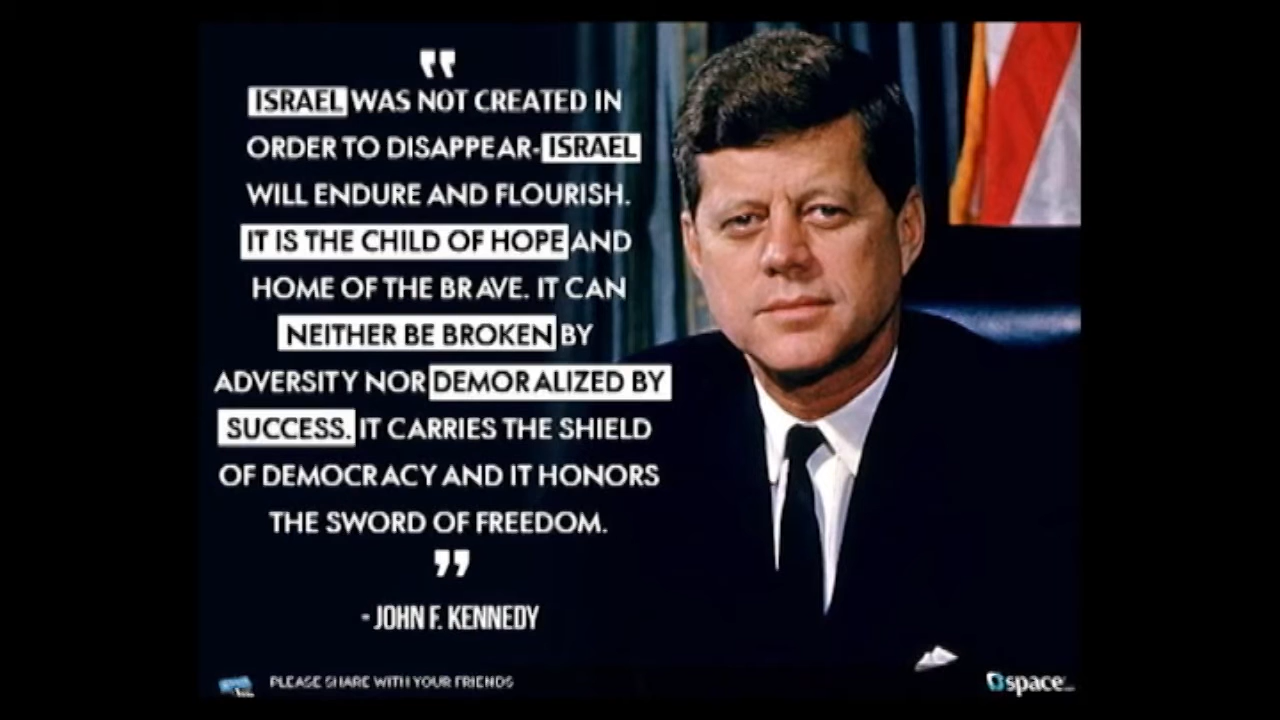 "
ISRAEL WAS NOT CREATED IN
ORDER TO DISAPPEAR-ISRAEL
WILL ENDURE AND FLOURISH.
IT IS THE CHILD OF HOPE AND
HOME OF THE BRAVE. IT CAN
NEITHER BE BROKEN BY
ADVERSITY NOR DEMORALIZED BY
SUCCESS. IT CARRIES THE SHIELD
OF DEMOCRACY AND IT HONORS
THE SWORD OF FREEDOM.
"
- JOHN F. KENNEDY
PLEASE SHARE WITH YOUR FRIENDS
space